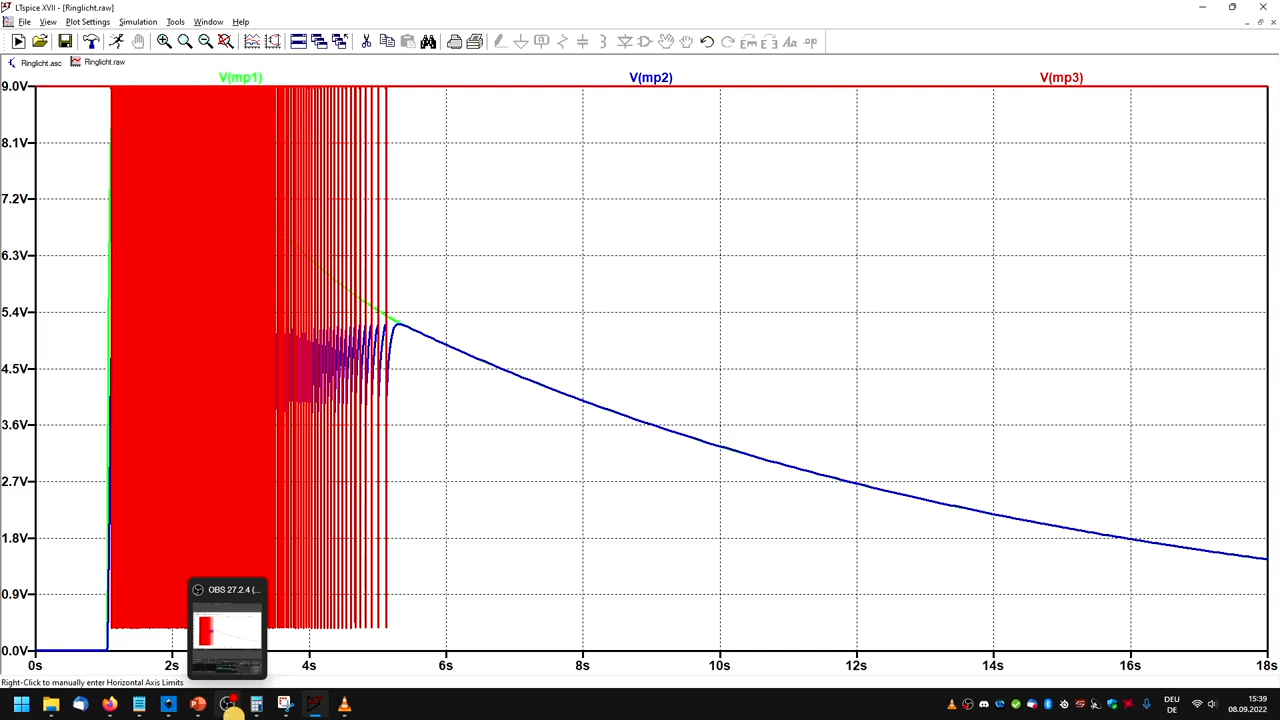 LTspice XVII - [Ringlicht.raw]
File View Plot Settings Simulation Tools Window Help
Ringlicht.asc Ringlicht.raw
V(mp1) V(mp2) V(mp3)
9.0V
8.1V
7.2V
6.3V
5.4V
4.5V
3.6V
2.7V
1.8V
0.9V
0.0V
0s 2s 4s 6s 8s 10s 12s 14s 16s 18s
OBS 27.2.4 (...
Right-Click to manually enter Horizontal Axis Limits
DEU
DE
15:39
08.09.2022